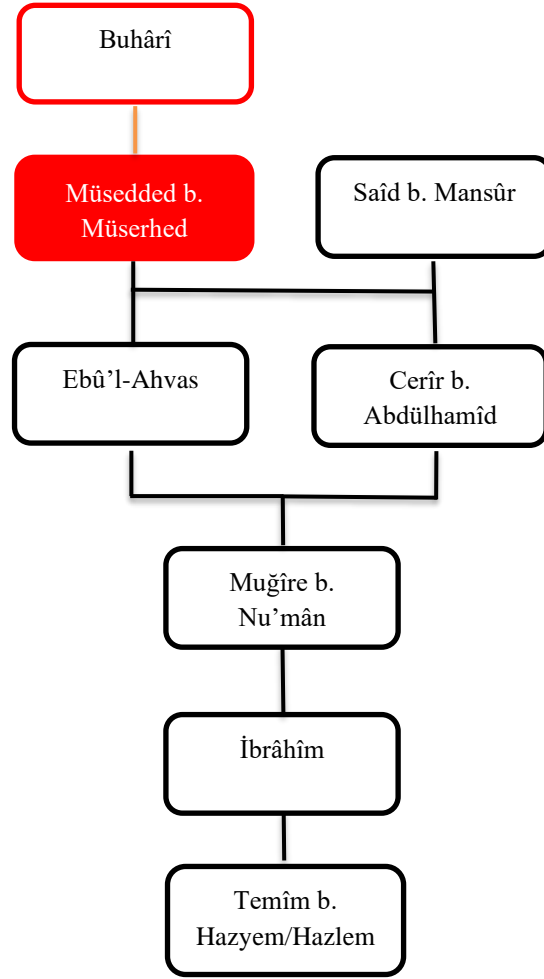 Buhârî
Müsedded b.
Müserhed
Saîd b. Mansûr
Ebû’l-Ahvas
Cerîr b.
Abdülhamîd
Muğîre b.
Nu’mân
İbrâhîm
Temîm b.
Hazyem/Hazlem